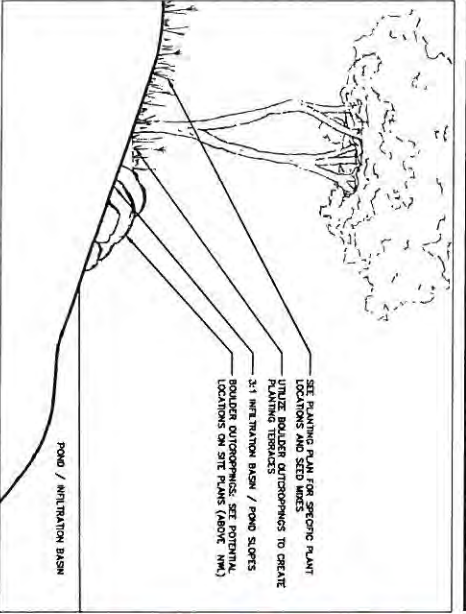 SEE PLANTING PLAN FOR SPECIFIC PLANT
LOCATIONS AND SEED MIXES
UTILIZE BOULDER OUTCROPPINGS TO CREATE
PLANTING TERRACES
3:1 INFILTRATION BASIN / POND SLOPES
BOULDER OUTCROPPINGS: SEE POTENTIAL
LOCATIONS ON SITE PLANS (ABOVE NWL)
POND / INFILTRATION BASIN